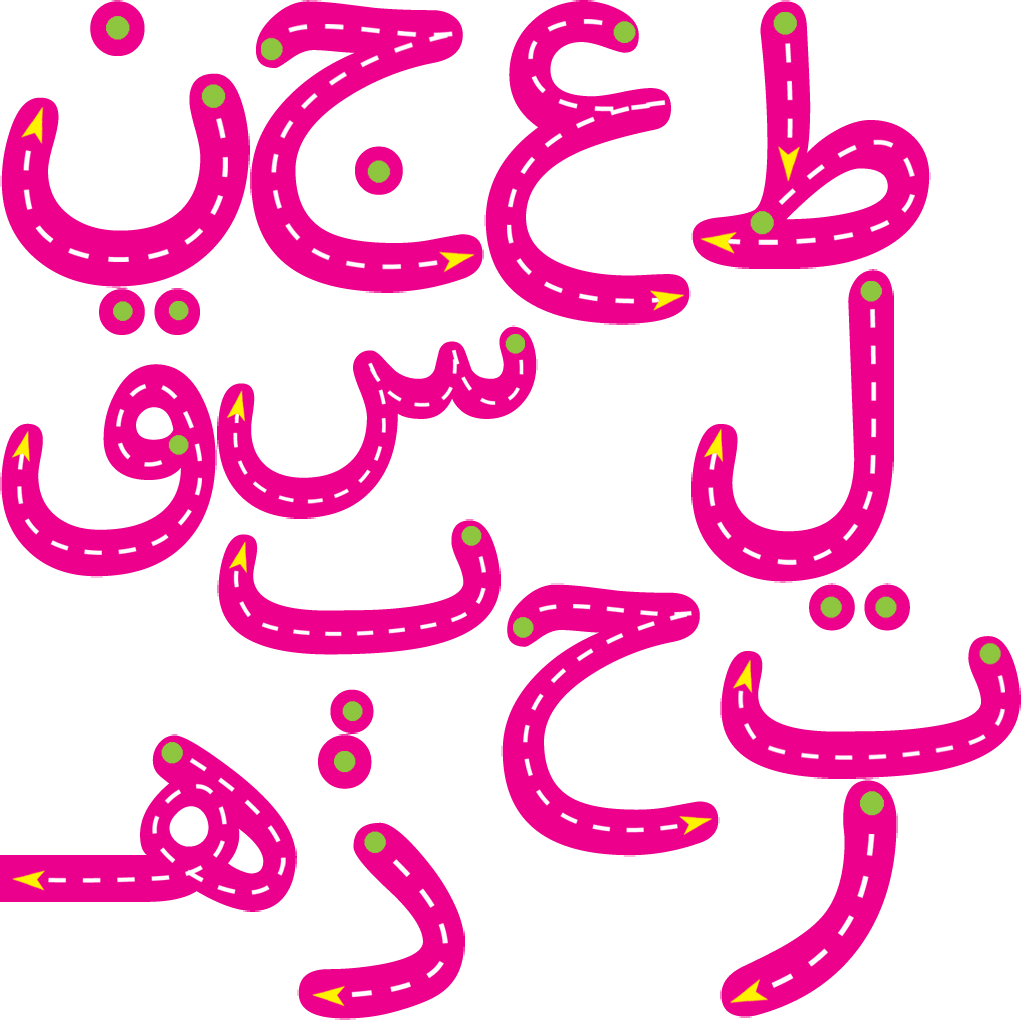 ط ع ج ن
ل س ق
ت ح ب
ر ذ هـ